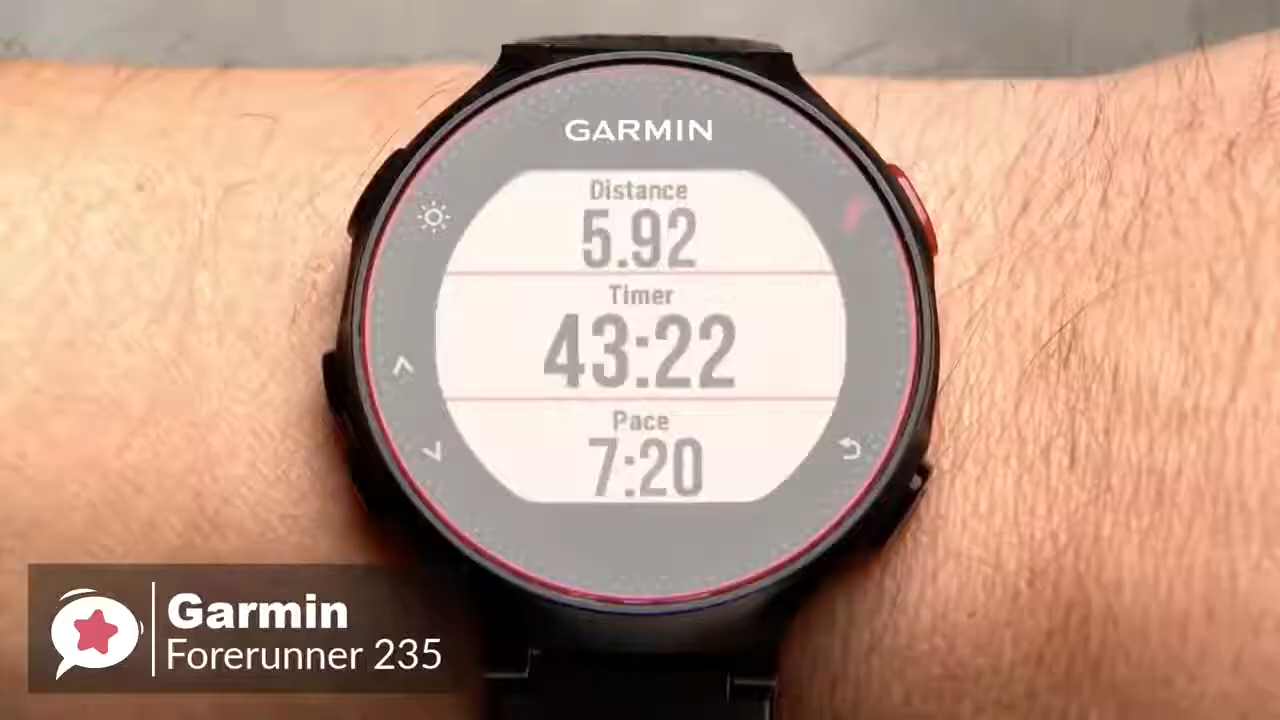 GARMIN
Distance
5.92
Timer
43:22
Pace
7:20
Garmin
Forerunner 235